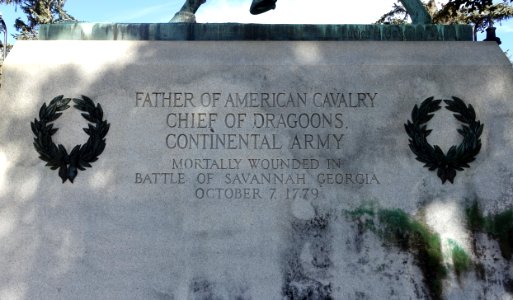 FATHER OF AMERICAN CAVALRY
CHIEF OF DRAGOONS,
CONTINENTAL ARMY
MORTALLY WOUNDED IN
BATTLE OF SAVANNAH GEORGIA
OCTOBER 7, 1779